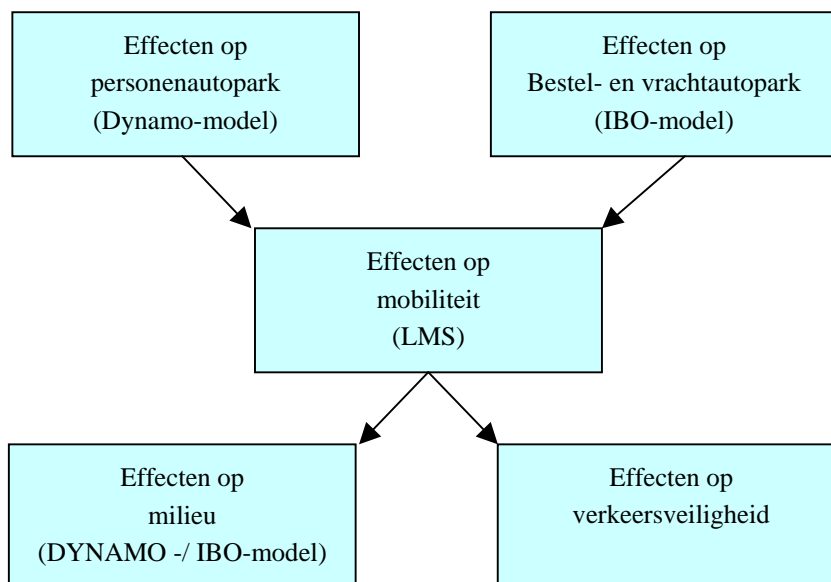 Effecten op
personenautopark
(Dynamo-model)
Effecten op
Bestel- en vrachtautopark
(IBO-model)
Effecten op
mobiliteit
(LMS)
Effecten op
milieu
(DYNAMO -/ IBO-model)
Effecten op
verkeersveiligheid